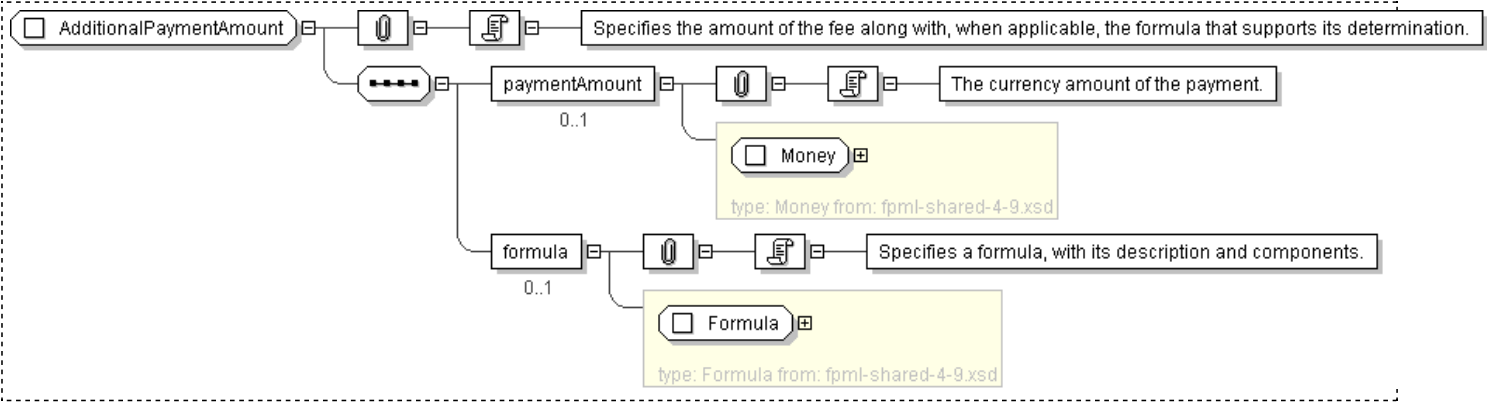 AdditionalPaymentAmount
Specifies the amount of the fee along with, when applicable, the formula that supports its determination.
paymentAmount
The currency amount of the payment.
0..1
Money
type: Money from: fpml-shared-4-9.xsd
formula
Specifies a formula, with its description and components.
0..1
Formula
type: Formula from: fpml-shared-4-9.xsd